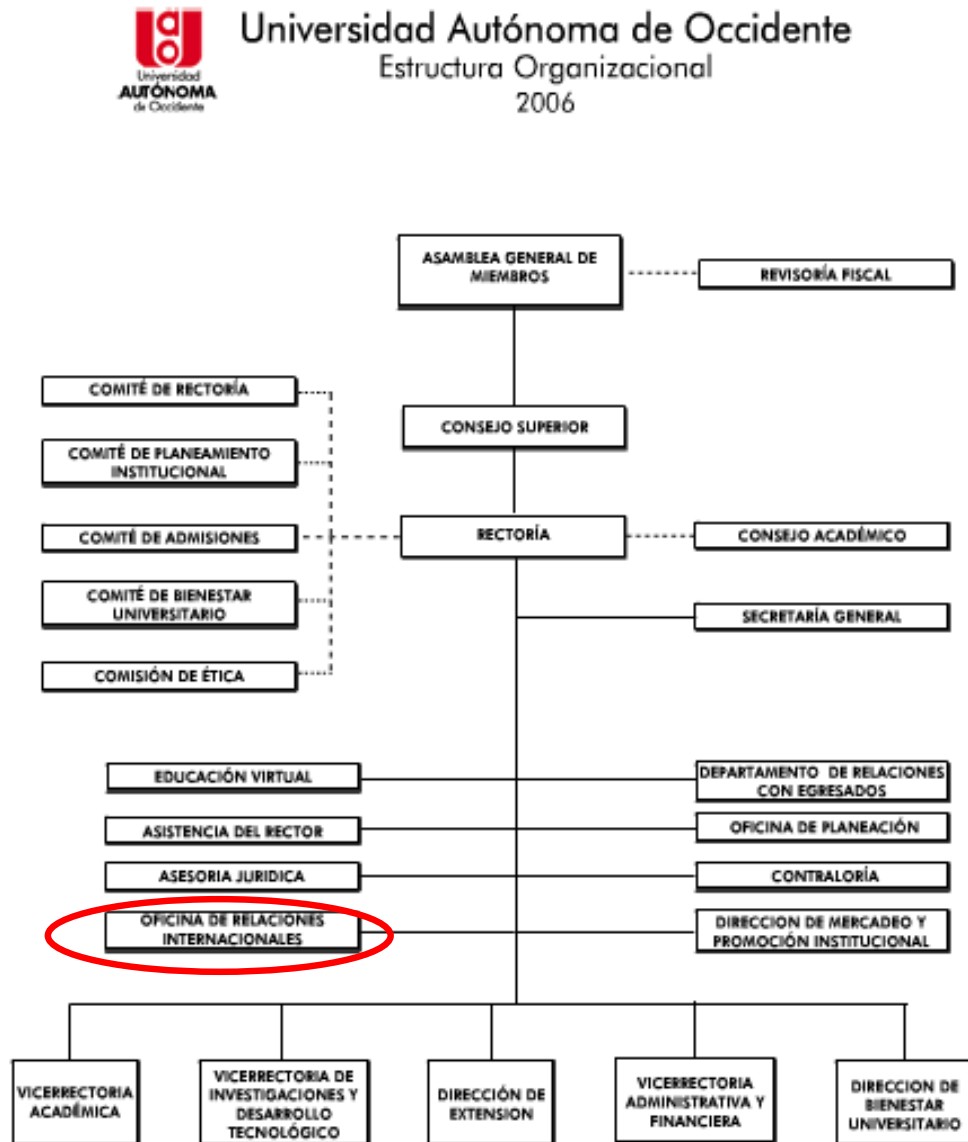 Universidad
AUTÓNOMA
de Occidente
Universidad Autónoma de Occidente
Estructura Organizacional
2006
ASAMBLEA GENERAL DE
MIEMBROS
REVISORÍA FISCAL
COMITÉ DE RECTORÍA
CONSEJO SUPERIOR
COMITÉ DE PLANEAMIENTO
INSTITUCIONAL
COMITÉ DE ADMISIONES
RECTORÍA
CONSEJO ACADÉMICO
COMITÉ DE BIENESTAR
UNIVERSITARIO
SECRETARÍA GENERAL
COMISIÓN DE ÉTICA
EDUCACIÓN VIRTUAL
DEPARTAMENTO DE RELACIONES
CON EGRESADOS
ASISTENCIA DEL RECTOR
OFICINA DE PLANEACIÓN
ASESORIA JURIDICA
CONTRALORÍA
OFICINA DE RELACIONES
INTERNACIONALES
DIRECCION DE MERCADEO Y
PROMOCIÓN INSTITUCIONAL
VICERRECTORIA
ACADÉMICA
VICERRECTORIA DE
INVESTIGACIONES Y
DESARROLLO
TECNOLÓGICO
DIRECCIÓN DE
EXTENSION
VICERRECTORIA
ADMINISTRATIVA Y
FINANCIERA
DIRECCION DE
BIENESTAR
UNIVERSITARIO